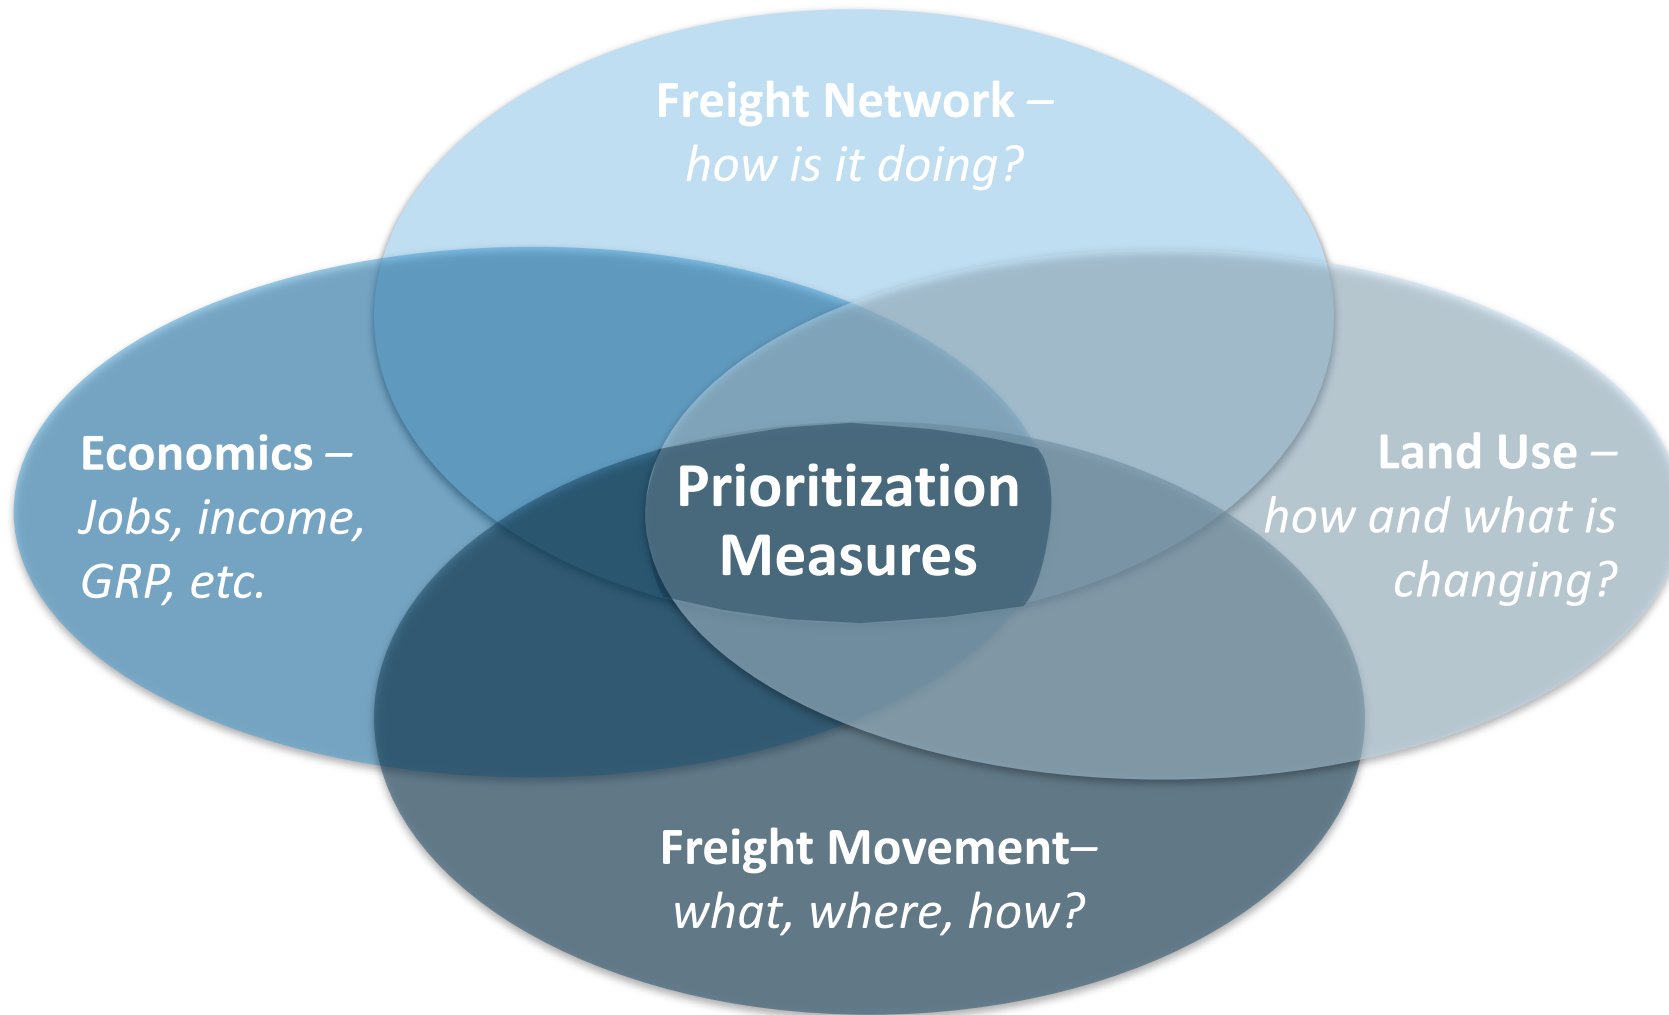 Freight Network –
how is it doing?
Economics –
Jobs, income,
GRP, etc.
Prioritization
Measures
Land Use –
how and what is
changing?
Freight Movement–
what, where, how?